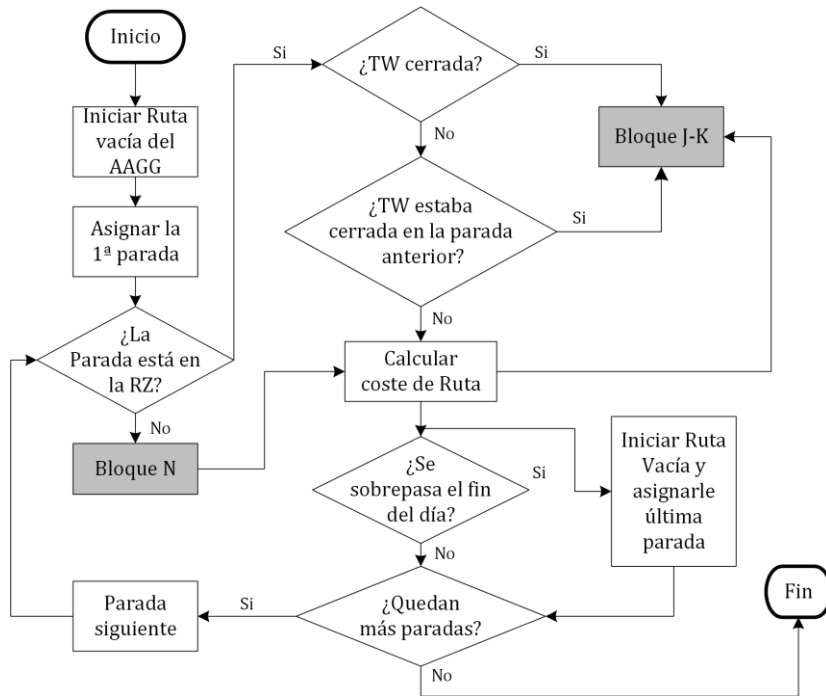 Inicio
Iniciar Ruta
vacía del
AAGG
Asignar la
1ª parada
¿La
Parada está en
la RZ?
Si
No
Bloque N
¿TW cerrada?
Si
No
Bloque J-K
¿TW estaba
cerrada en la parada
anterior?
Si
No
Calcular
coste de Ruta
¿Se
sobrepasa el fin
del día?
Si
No
Iniciar Ruta
Vacía y
asignarle
última
parada
¿Quedan
más paradas?
Si
No
Parada
siguiente
Fin